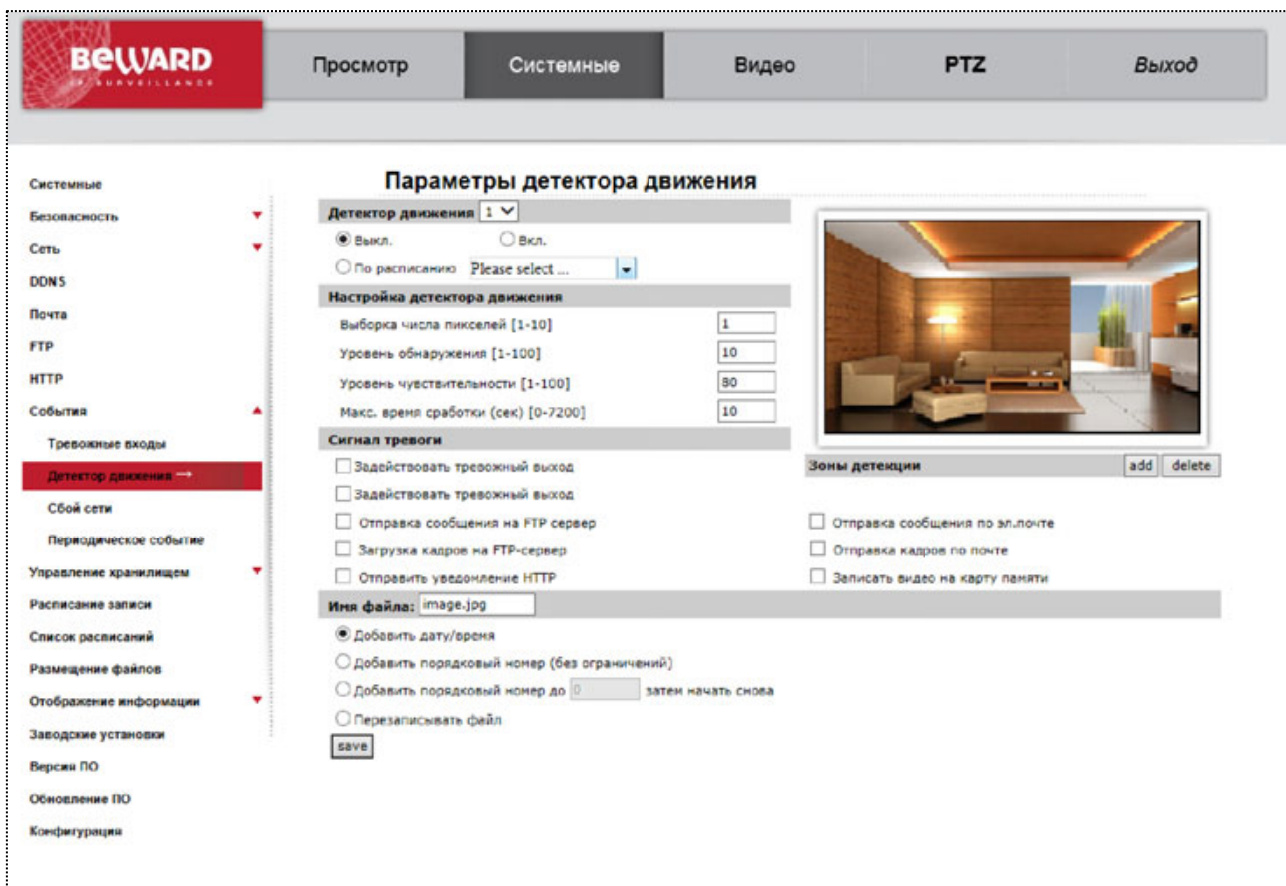 BEWARD
IP SURVEILLANCE
Просмотр
Системные
Видео
PTZ
Выход
Системные
Безопасность
Сеть
DDNS
Почта
FTP
HTTP
События
Тревожные входы
Детектор движения →
Сбой сети
Периодическое событие
Управление хранилищем
Расписание записи
Список расписаний
Размещение файлов
Отображение информации
Заводские установки
Версия ПО
Обновление ПО
Конфигурация
Параметры детектора движения
Детектор движения 1
Выкл. Вкл.
По расписанию Please select ...
Настройка детектора движения
Выборка числа пикселей [1-10] 1
Уровень обнаружения [1-100] 10
Уровень чувствительности [1-100] 80
Макс. время сработки (сек) [0-7200] 10
Сигнал тревоги
Задействовать тревожный выход
Зоны детекции add delete
Задействовать тревожный выход
Отправка сообщения на FTP сервер Отправка сообщения по эл.почте
Загрузка кадров на FTP-сервер Отправка кадров по почте
Отправить уведомление HTTP Записать видео на карту памяти
Имя файла: image.jpg
Добавить дату/время
Добавить порядковый номер (без ограничений)
Добавить порядковый номер до 0 затем начать снова
Перезаписывать файл
save